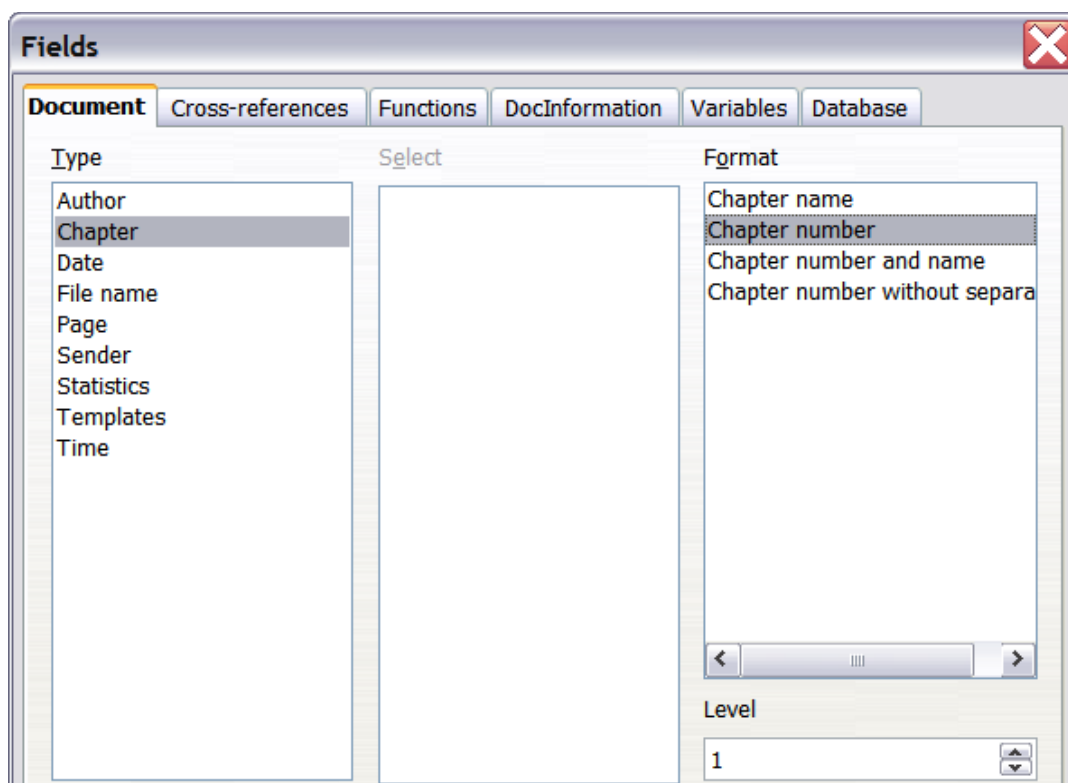 Fields
Document Cross-references Functions DocInformation Variables Database
Type
Author
Chapter
Date
File name
Page
Sender
Statistics
Templates
Time
Select
Format
Chapter name
Chapter number
Chapter number and name
Chapter number without separa
Level
1